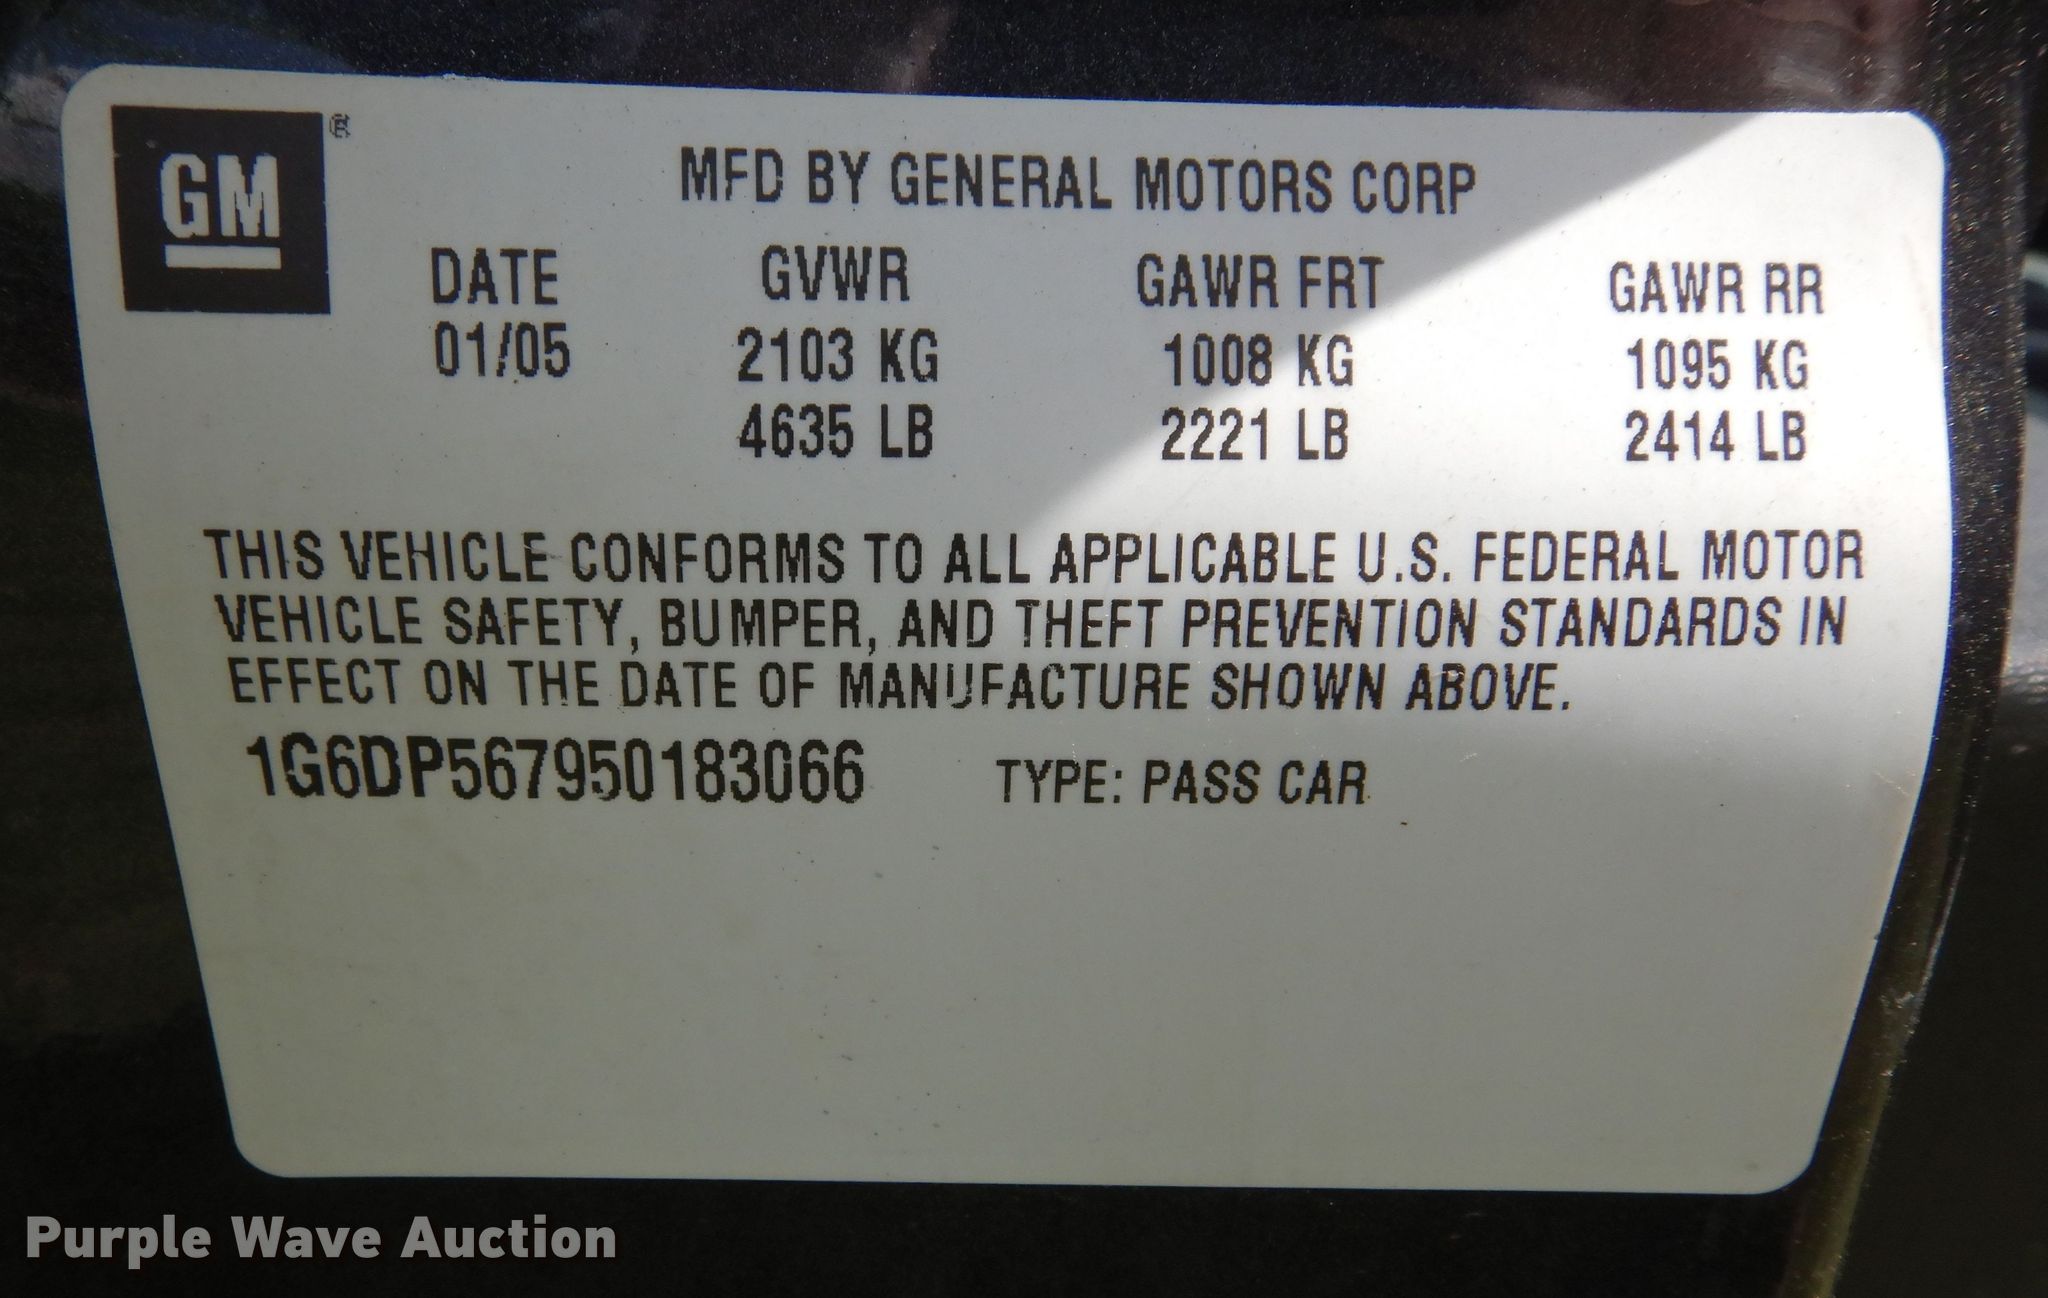 GM®
MFD BY GENERAL MOTORS CORP
DATE GVWR GAWR FRT GAWR RR
01/05 2103 KG 1008 KG 1095 KG
4635 LB 2221 LB 2414 LB
THIS VEHICLE CONFORMS TO ALL APPLICABLE U.S. FEDERAL MOTOR
VEHICLE SAFETY, BUMPER, AND THEFT PREVENTION STANDARDS IN
EFFECT ON THE DATE OF MANUFACTURE SHOWN ABOVE.
1G6DP567950183066 TYPE: PASS CAR
Purple Wave Auction